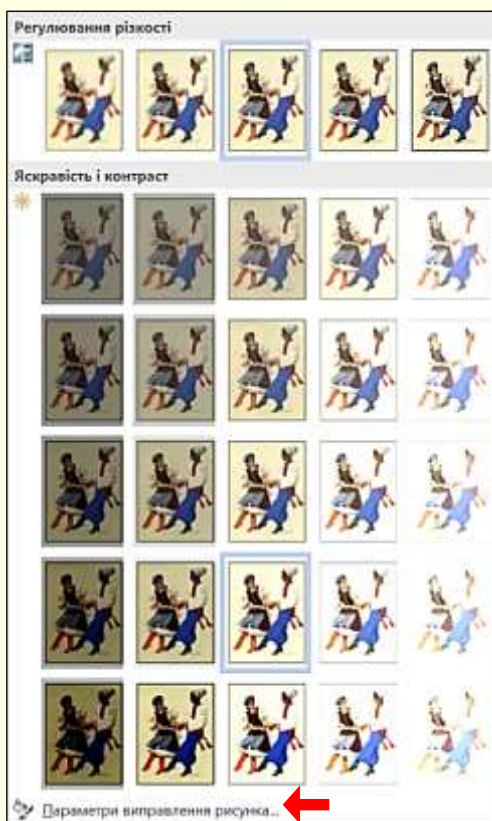 Регулювання різкості
Яскравість і контраст
Параметри виправлення рисунка...